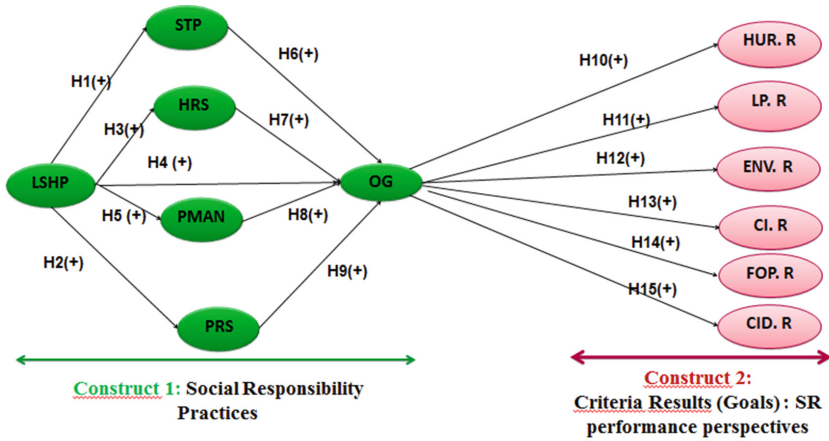 STP
HUR. R
H10(+)
H6(+)
H1(+)
HRS
LP. R
H11(+)
H7(+)
H3(+)
H12(+)
H4 (+)
ENV. R
LSHP
OG
H13(+)
H5 (+)
PMAN
H8(+)
CI. R
H14(+)
H2(+)
H9(+)
FOP. R
H15(+)
PRS
CID. R
Construct 1: Social Responsibility
Practices
Construct 2:
Criteria Results (Goals) : SR
performance perspectives